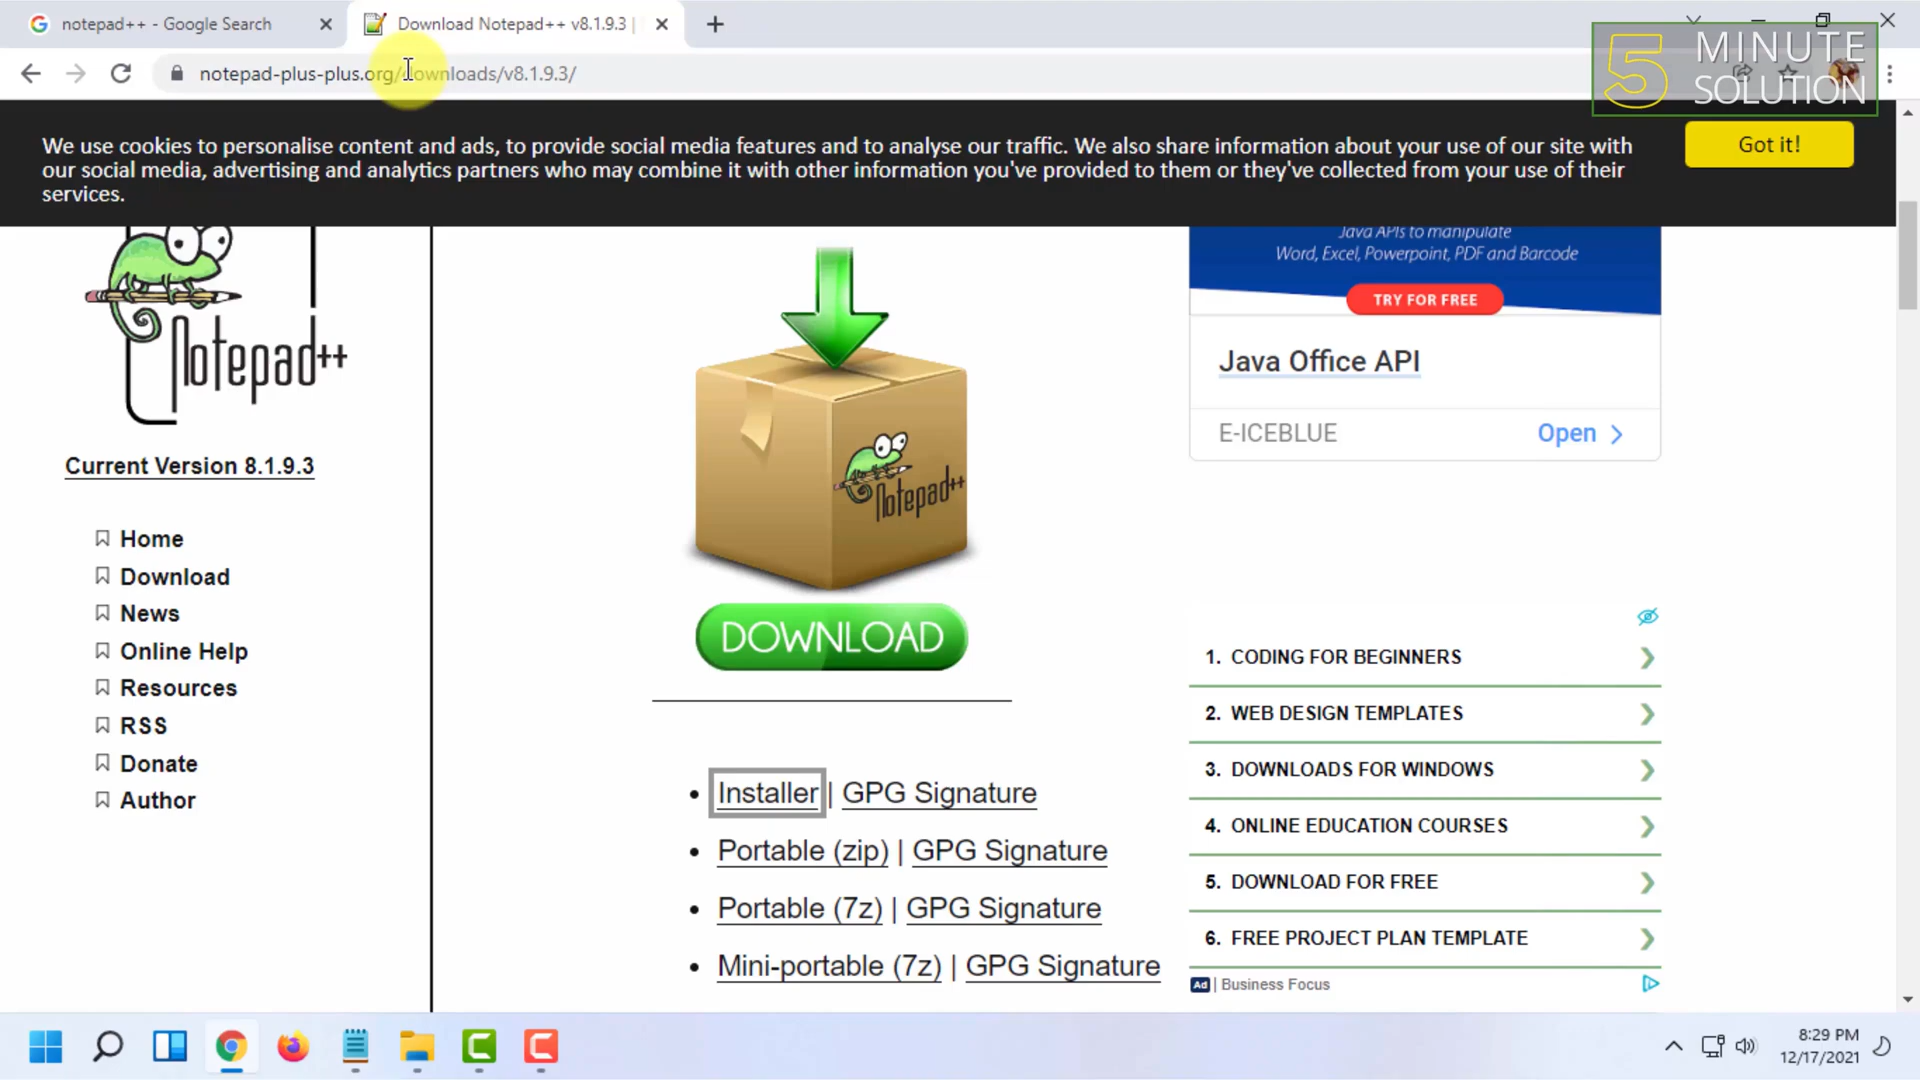 notepad++ - Google Search
Download Notepad++ v8.1.9.3 |
notepad-plus-plus.org/downloads/v8.1.9.3/
5 MINUTE
SOLUTION
We use cookies to personalise content and ads, to provide social media features and to analyse our traffic. We also share information about your use of our site with
our social media, advertising and analytics partners who may combine it with other information you've provided to them or they've collected from your use of their
services.
Got it!
Notepad++
Current Version 8.1.9.3
Home
Download
News
Online Help
Resources
RSS
Donate
Author
Notepad++
DOWNLOAD
• Installer | GPG Signature
• Portable (zip) | GPG Signature
• Portable (7z) | GPG Signature
• Mini-portable (7z) | GPG Signature
Java APIs to manipulate
Word, Excel, Powerpoint, PDF and Barcode
TRY FOR FREE
Java Office API
E-ICEBLUE
Open
1. CODING FOR BEGINNERS
2. WEB DESIGN TEMPLATES
3. DOWNLOADS FOR WINDOWS
4. ONLINE EDUCATION COURSES
5. DOWNLOAD FOR FREE
6. FREE PROJECT PLAN TEMPLATE
Ad | Business Focus
8:29 PM
12/17/2021